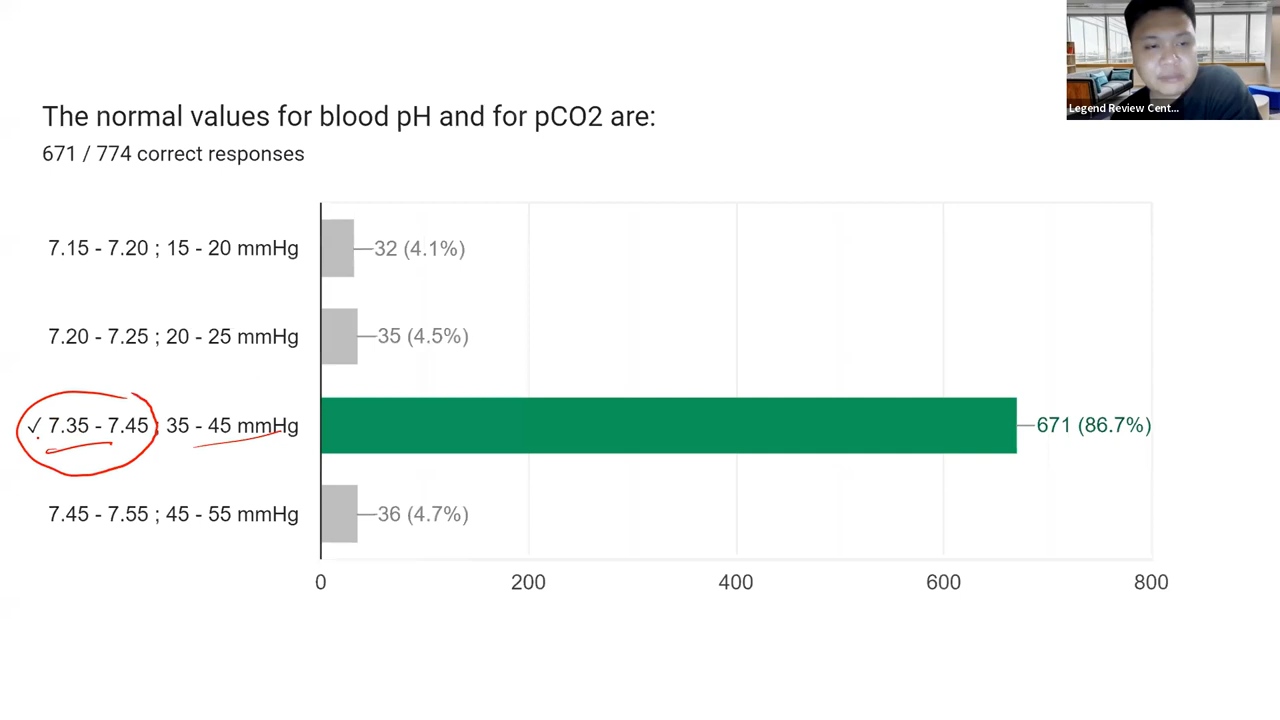 Legend Review Cent...
The normal values for blood pH and for pCO2 are:
671 / 774 correct responses
7.15 - 7.20 ; 15 - 20 mmHg 32 (4.1%)
7.20 - 7.25 ; 20 - 25 mmHg 35 (4.5%)
✓ 7.35 - 7.45 ; 35 - 45 mmHg 671 (86.7%)
7.45 - 7.55 ; 45 - 55 mmHg 36 (4.7%)
0 200 400 600 800